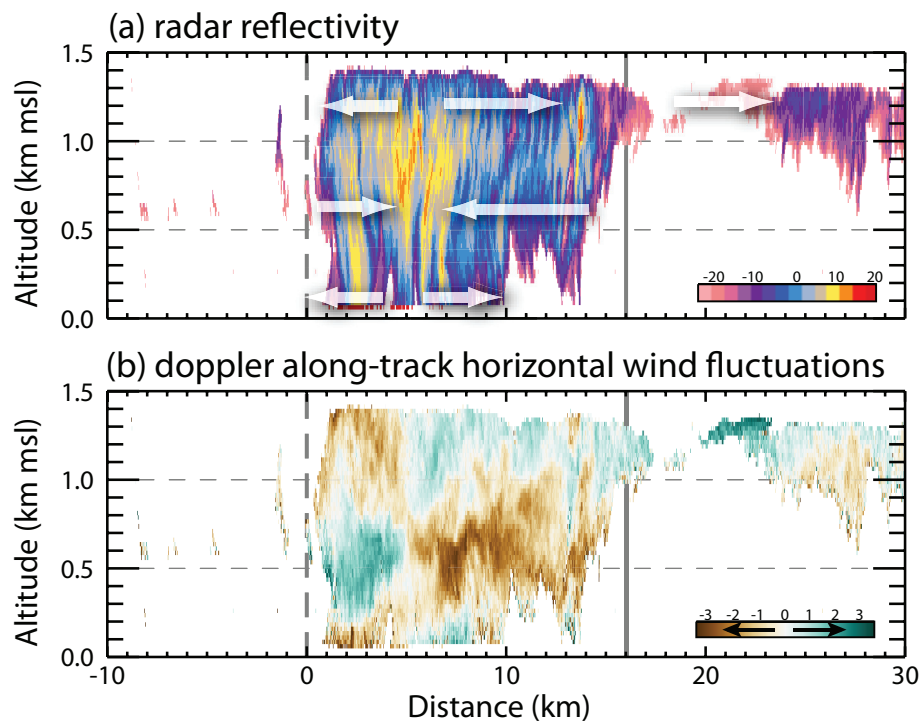 (a) radar reflectivity
1.5
1.0
0.5
0.0
Altitude (km msl)
-20 -10 0 10 20
(b) doppler along-track horizontal wind fluctuations
1.5
1.0
0.5
0.0
Altitude (km msl)
-3 -2 -1 0 1 2 3
-10 0 10 20 30
Distance (km)